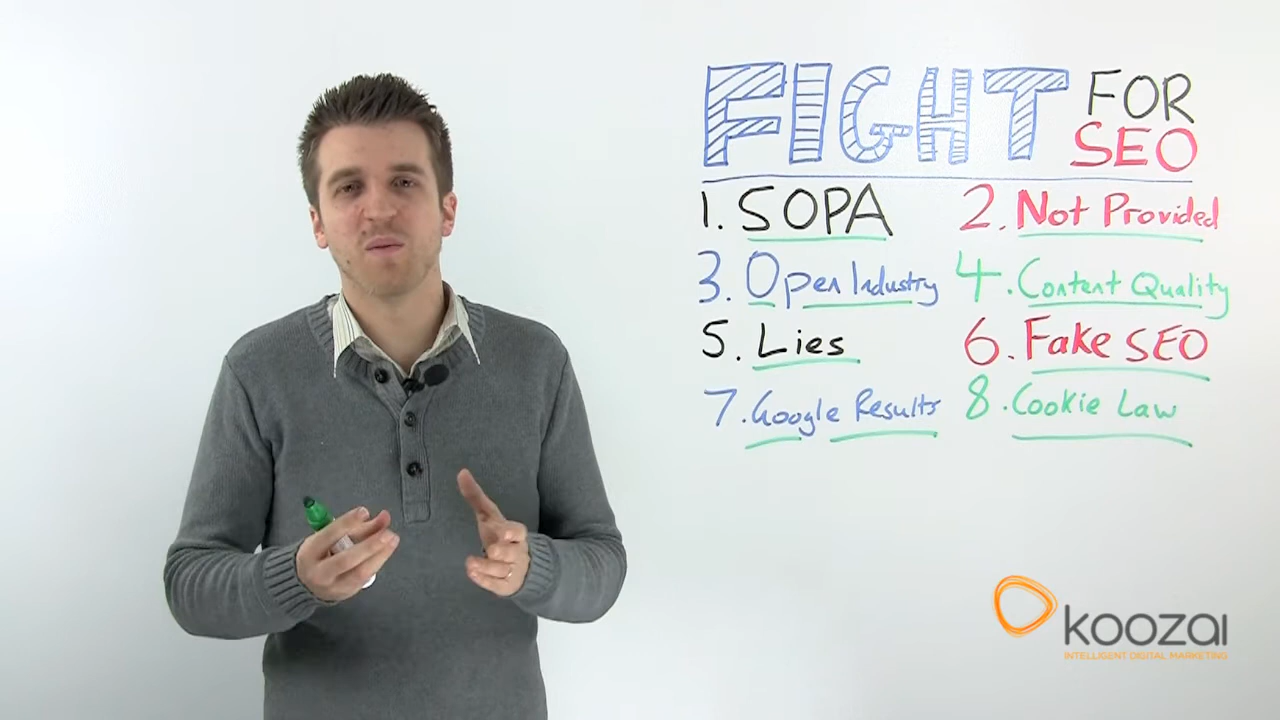 FIGHT FOR
SEO
1. SOPA
2. Not Provided
3. Open Industry
4. Content Quality
5. Lies
6. Fake SEO
7. Google Results
8. Cookie Law
koozai
INTELLIGENT DIGITAL MARKETING